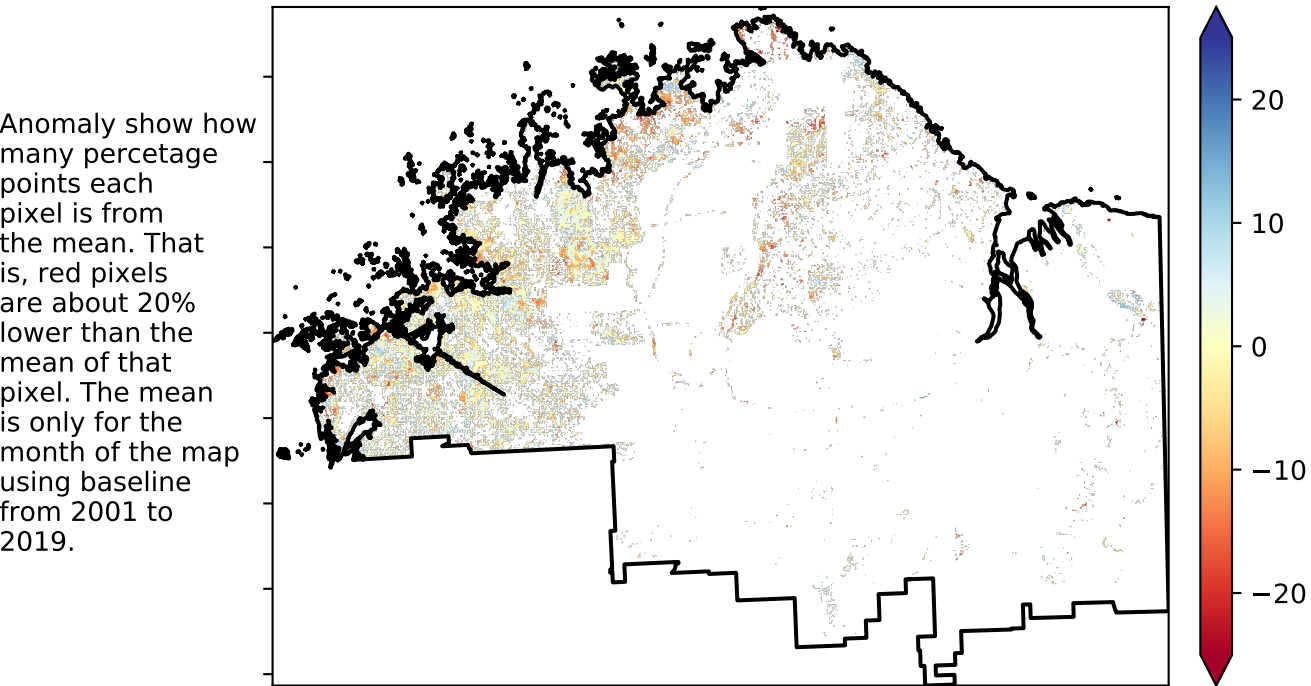 Anomaly show how
many percetage
points each
pixel is from
the mean. That
is, red pixels
are about 20%
lower than the
mean of that
pixel. The mean
is only for the
month of the map
using baseline
from 2001 to
2019.
20
10
0
−10
−20